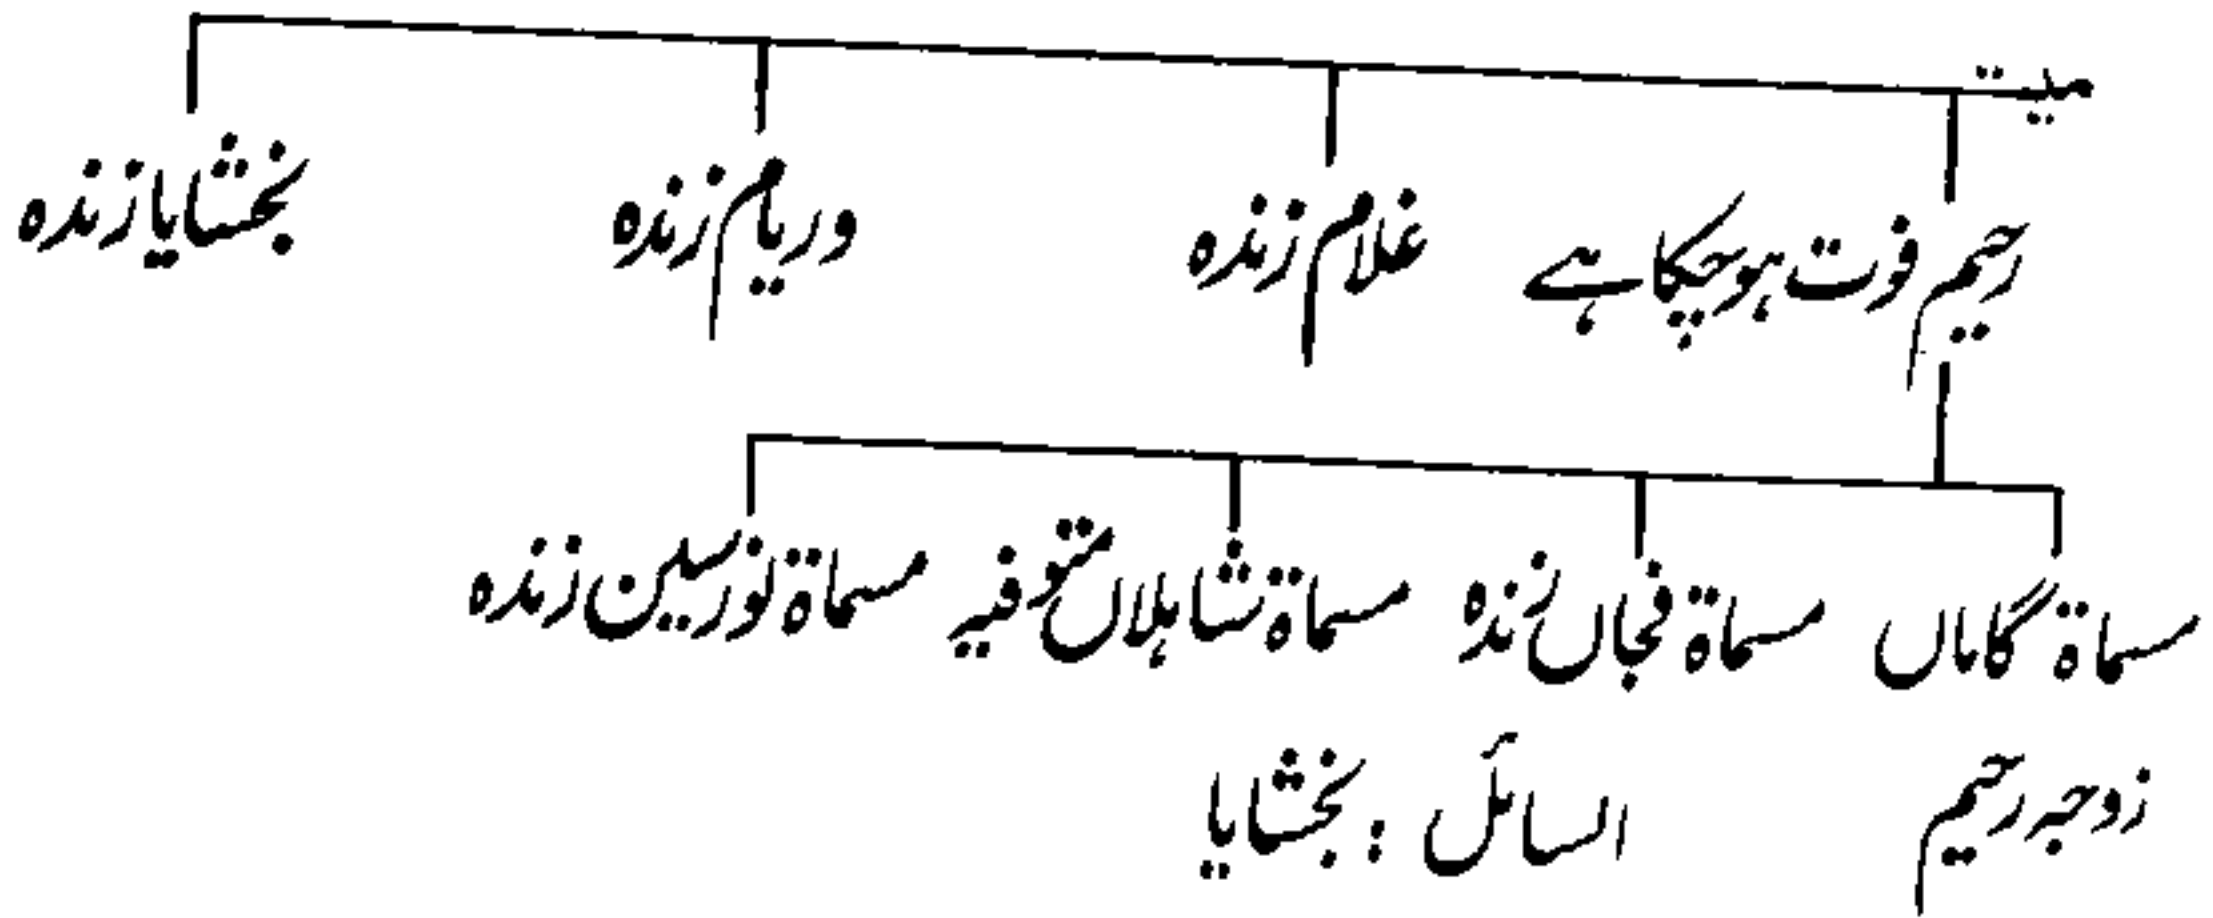 میت
رحیم فوت ہوچکا ہے غلام زندہ وریام زندہ بخشایا زندہ
مسماۃ گاماں مسماۃ فجاں زندہ مسماۃ شاہلاں متوفیہ مسماۃ نورسین زندہ
زوجہ رحیم السائل : بخشایا